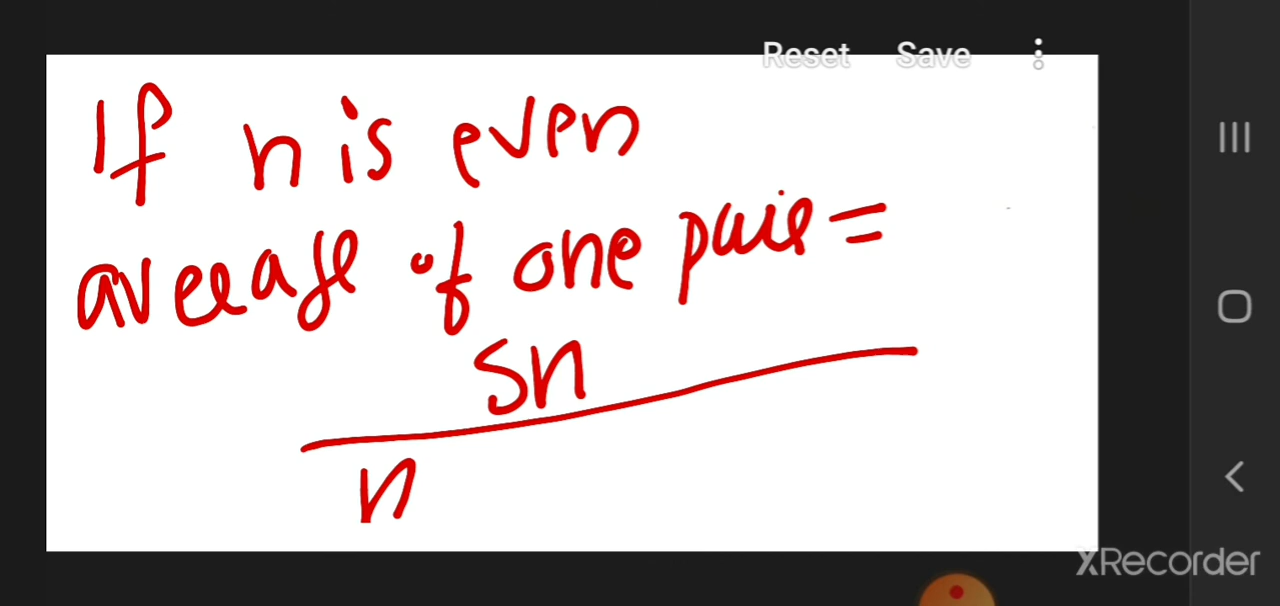 Reset Save
If n is even
average of one pair =
Sn
n
XRecorder